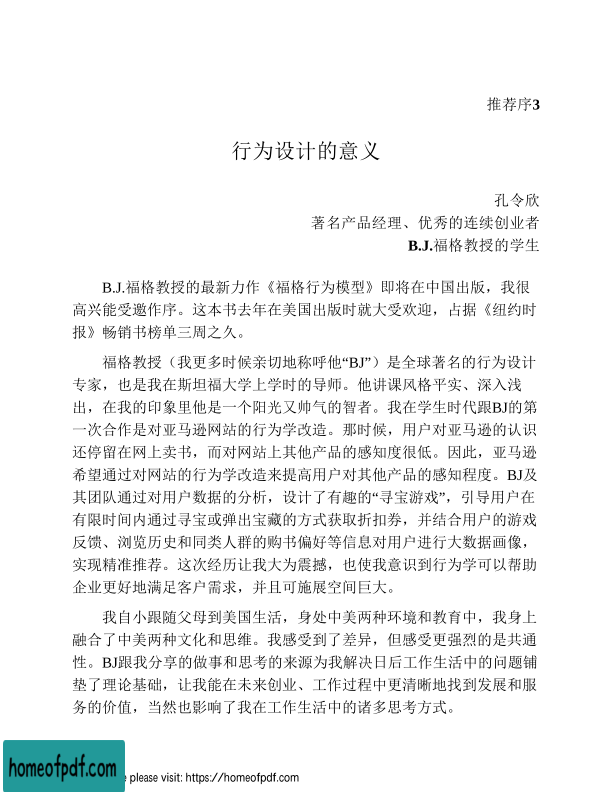 推荐序3
行为设计的意义
孔令欣
著名产品经理、优秀的连续创业者
B.J.福格教授的学生
B.J.福格教授的最新力作《福格行为模型》即将在中国出版，我很
高兴能受邀作序。这本书去年在美国出版时就大受欢迎，占据《纽约时
报》畅销书榜单三周之久。
福格教授（我更多时候亲切地称呼他“BJ”）是全球著名的行为设计
专家，也是我在斯坦福大学上学时的导师。他讲课风格平实、深入浅
出，在我的印象里他是一个阳光又帅气的智者。我在学生时代跟BJ的第
一次合作是对亚马逊网站的行为学改造。那时候，用户对亚马逊的认识
还停留在网上卖书，而对网站上其他产品的感知度很低。因此，亚马逊
希望通过对网站的行为学改造来提高用户对其他产品的感知程度。BJ及
其团队通过对用户数据的分析，设计了有趣的“寻宝游戏”，引导用户在
有限时间内通过寻宝或弹出宝藏的方式获取折扣券，并结合用户的游戏
反馈、浏览历史和同类人群的购书偏好等信息对用户进行大数据画像，
实现精准推荐。这次经历让我大为震撼，也使我意识到行为学可以帮助
企业更好地满足客户需求，并且可施展空间巨大。
我自小跟随父母到美国生活，身处中美两种环境和教育中，我身上
融合了中美两种文化和思维。我感受到了差异，但感受更强烈的是共通
性。BJ跟我分享的做事和思考的来源为我解决日后工作生活中的问题铺
垫了理论基础，让我能在未来创业、工作过程中更清晰地找到发展和服
务的价值，当然也影响了我在工作生活中的诸多思考方式。
homeofpdf.com
e please visit: https://homeofpdf.com